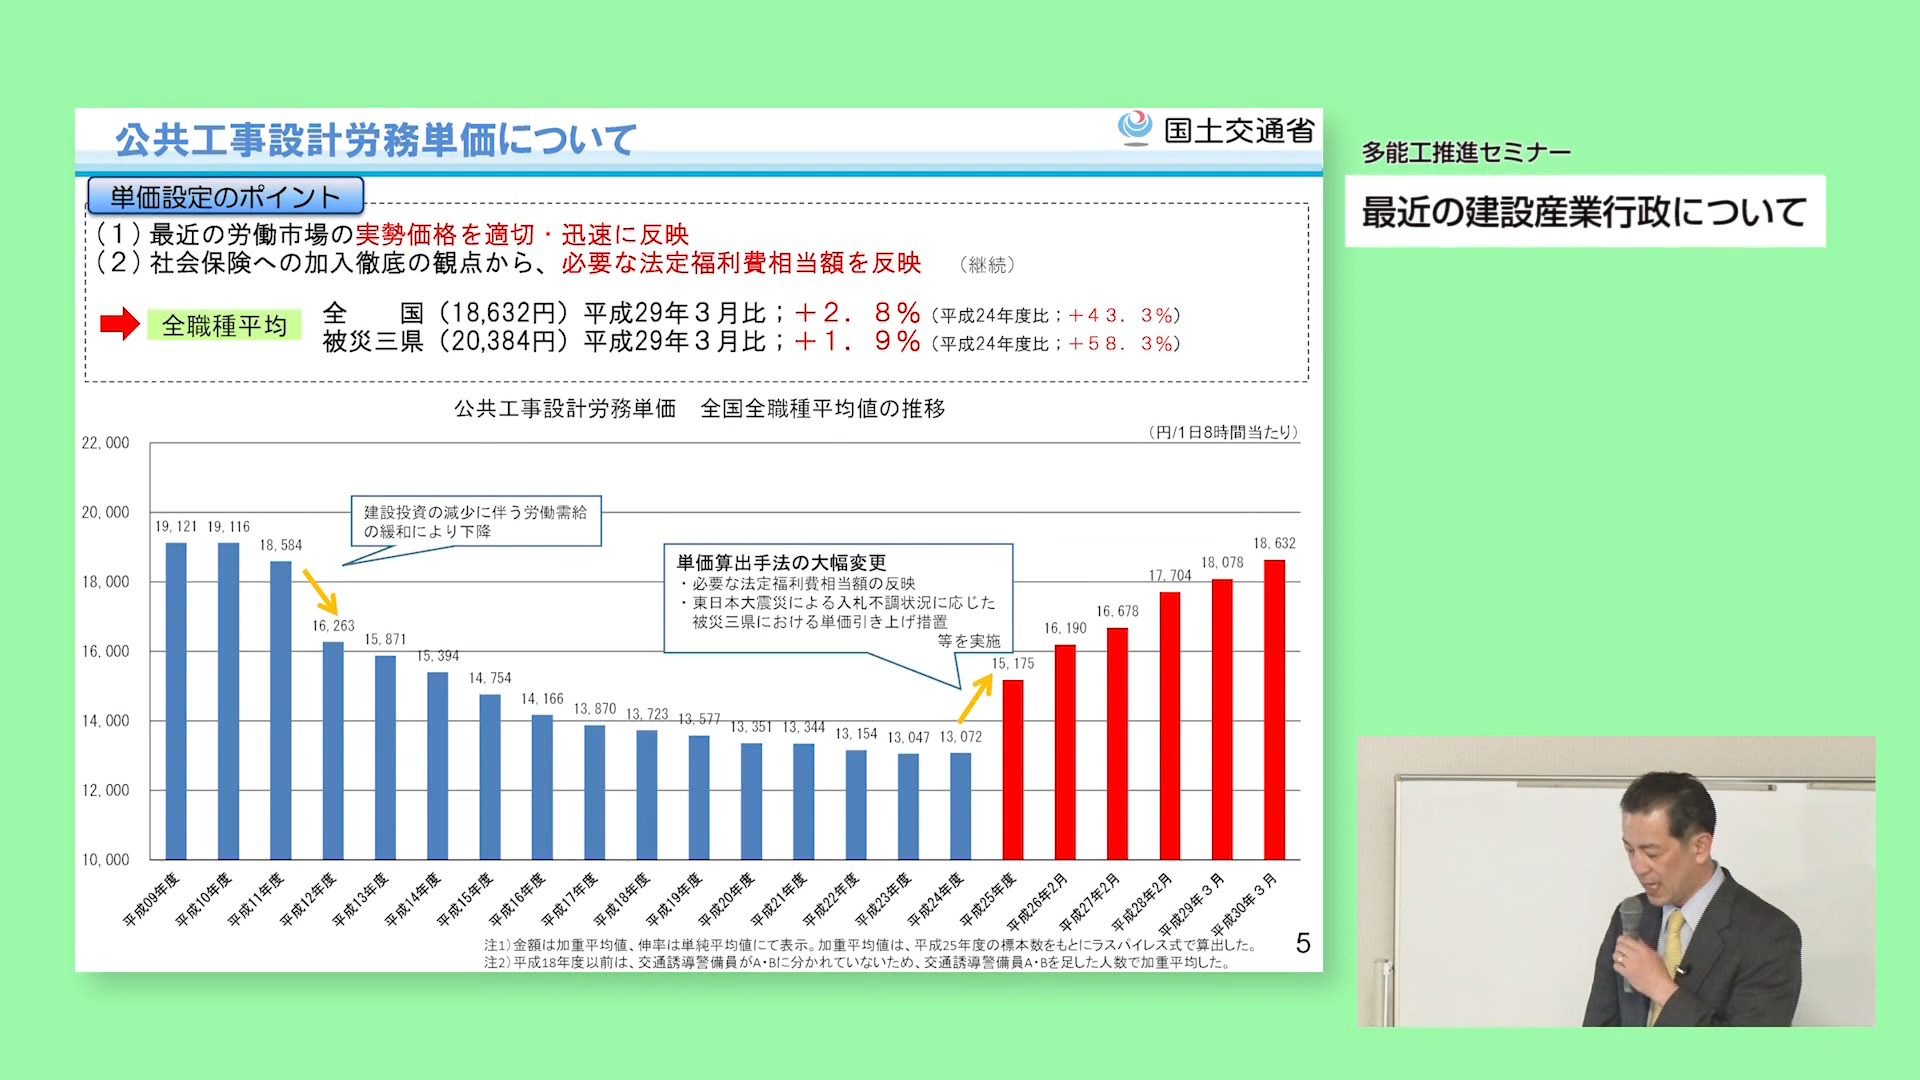 公共工事設計労務単価について
国土交通省
単価設定のポイント
（１）最近の労働市場の実勢価格を適切・迅速に反映
（２）社会保険への加入徹底の観点から、必要な法定福利費相当額を反映　（継続）
全職種平均
全　　国（18,632円）平成29年３月比；＋２．８％（平成24年度比；＋４３．３％）
被災三県（20,384円）平成29年３月比；＋１．９％（平成24年度比；＋５８．３％）
公共工事設計労務単価　全国全職種平均値の推移
（円/1日8時間当たり）
22,000
20,000
18,000
16,000
14,000
12,000
10,000
建設投資の減少に伴う労働需給
の緩和により下降
単価算出手法の大幅変更
・必要な法定福利費相当額の反映
・東日本大震災による入札不調状況に応じた
被災三県における単価引き上げ措置
等を実施
19,121 19,116 18,584 16,263 15,871 15,394 14,754 14,166 13,870 13,723 13,577 13,351 13,344 13,154 13,047 13,072 15,175 16,190 16,678 17,704 18,078 18,632
平成09年度 平成10年度 平成11年度 平成12年度 平成13年度 平成14年度 平成15年度 平成16年度 平成17年度 平成18年度 平成19年度 平成20年度 平成21年度 平成22年度 平成23年度 平成24年度 平成25年度 平成26年2月 平成27年2月 平成28年2月 平成29年３月 平成30年３月
注1）金額は加重平均値、伸率は単純平均値にて表示。加重平均値は、平成25年度の標本数をもとにラスパイレス式で算出した。
注2）平成18年度以前は、交通誘導警備員がA・Bに分かれていないため、交通誘導警備員A・Bを足した人数で加重平均した。
5
多能工推進セミナー
最近の建設産業行政について